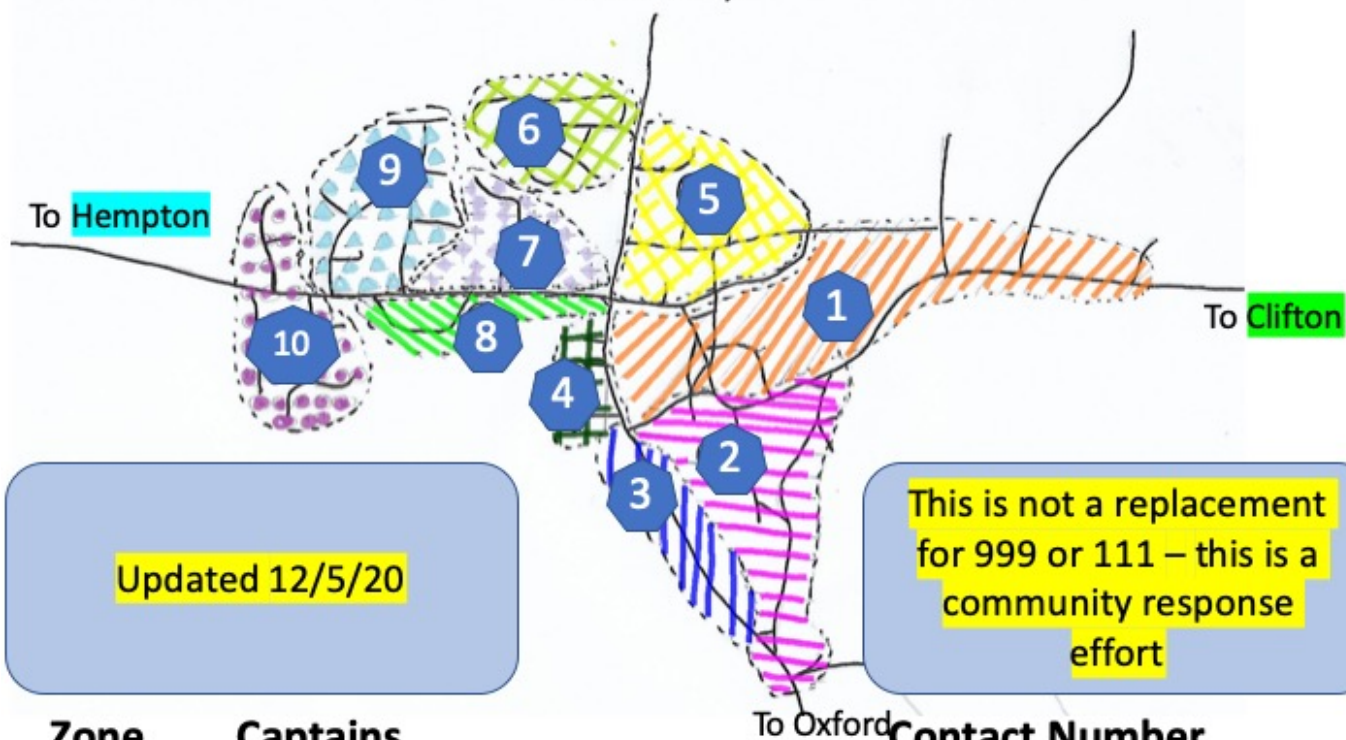 6
9
5
To Hempton
7
1
To Clifton
8
10
4
2
3
This is not a replacement
for 999 or 111 – this is a
community response
effort
Updated 12/5/20
To Oxford
Zone Captains Contact Number